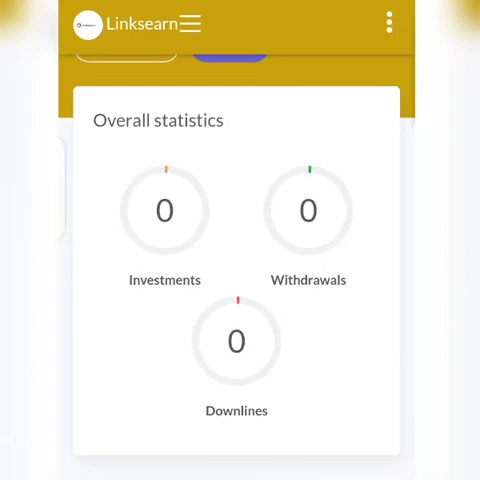 Linksearn
Overall statistics
0
0
Investments
Withdrawals
0
Downlines